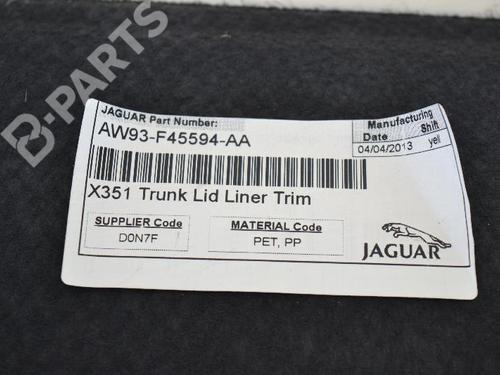 B-PARTS
JAGUAR Part Number:
AW93-F45594-AA
X351 Trunk Lid Liner Trim
SUPPLIER Code
D0N7F
MATERIAL Code
PET, PP
Manufacturing
Date Shift
04/04/2013 yell
JAGUAR